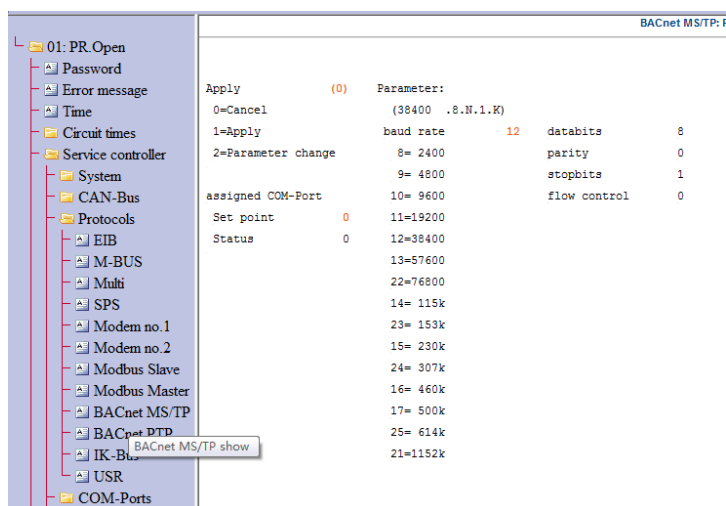 BACnet MS/TP: P
01: PR.Open
Password
Error message
Time
Circuit times
Service controller
System
CAN-Bus
Protocols
EIB
M-BUS
Multi
SPS
Modem no.1
Modem no.2
Modbus Slave
Modbus Master
BACnet MS/TP
BACnet PTP
BACnet MS/TP show
IK-Bus
USR
COM-Ports
Apply (0) Parameter:
0=Cancel (38400 .8.N.1.K)
1=Apply baud rate 12 databits 8
2=Parameter change 8= 2400 parity 0
9= 4800 stopbits 1
assigned COM-Port 10= 9600 flow control 0
Set point 0 11=19200
Status 0 12=38400
13=57600
22=76800
14= 115k
23= 153k
15= 230k
24= 307k
16= 460k
17= 500k
25= 614k
21=1152k